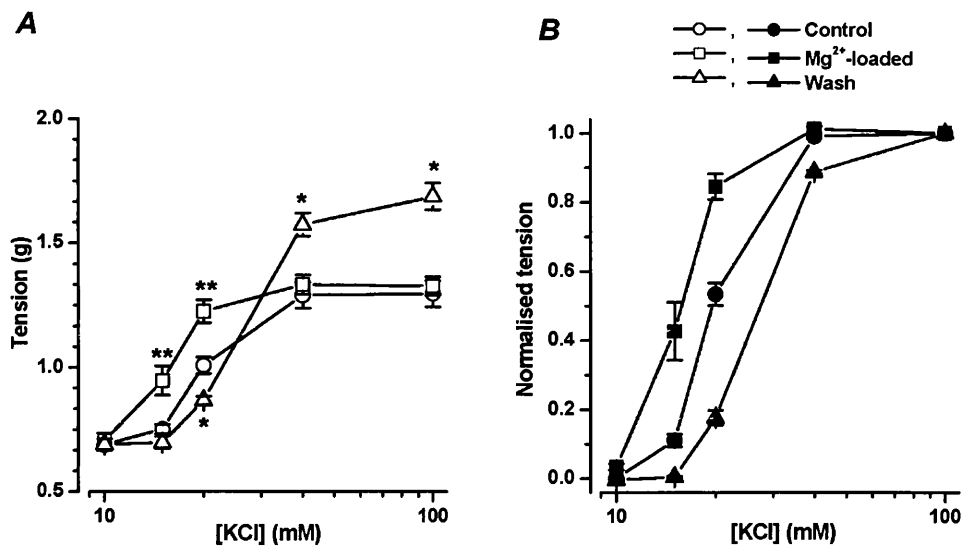 A
B
, Control
, Mg²⁺-loaded
, Wash
2.0
1.5
1.0
0.5
Tension (g)
**
**
*
*
*
10
100
[KCl] (mM)
1.0
0.8
0.6
0.4
0.2
0.0
Normalised tension
10
100
[KCl] (mM)